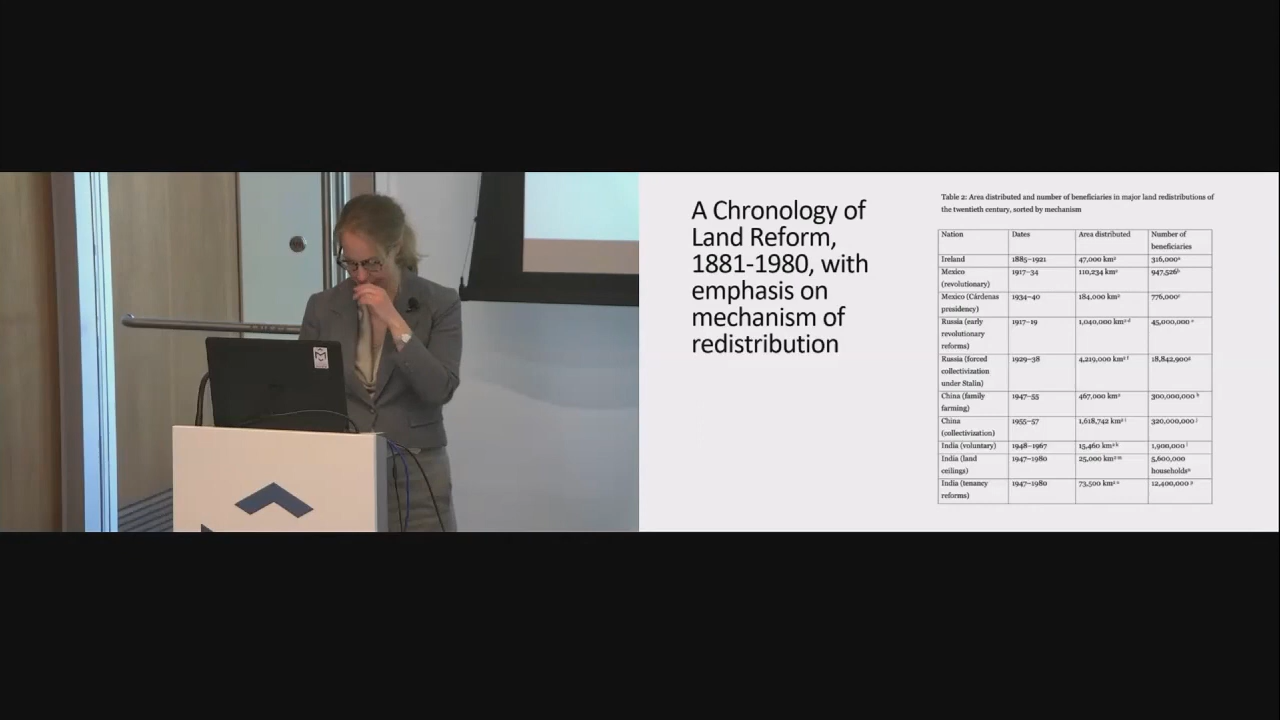 A Chronology of
Land Reform,
1881-1980, with
emphasis on
mechanism of
redistribution
Table 2: Area distributed and number of beneficiaries in major land redistributions of
the twentieth century, sorted by mechanism
Nation Dates Area distributed Number of
beneficiaries
Ireland 1885–1921 47,000 km² 316,000ᵃ
Mexico 1917–34 110,234 km² 947,526ᵇ
(revolutionary)
Mexico (Cárdenas 1934–40 184,000 km² 776,000ᶜ
presidency)
Russia (early 1917–19 1,040,000 km² ᵈ 45,000,000 ᵉ
revolutionary
reforms)
Russia (forced 1929–38 4,219,000 km² ᶠ 18,842,900ᵍ
collectivization
under Stalin)
China (family 1947–55 467,000 km² 300,000,000 ʰ
farming)
China 1955–57 1,618,742 km² ⁱ 320,000,000 ʲ
(collectivization)
India (voluntary) 1948–1967 15,460 km² ᵏ 1,900,000 ˡ
India (land 1947–1980 25,000 km² ᵐ 5,600,000
ceilings) householdsⁿ
India (tenancy 1947–1980 73,500 km² ᵒ 12,400,000 ᵖ
reforms)